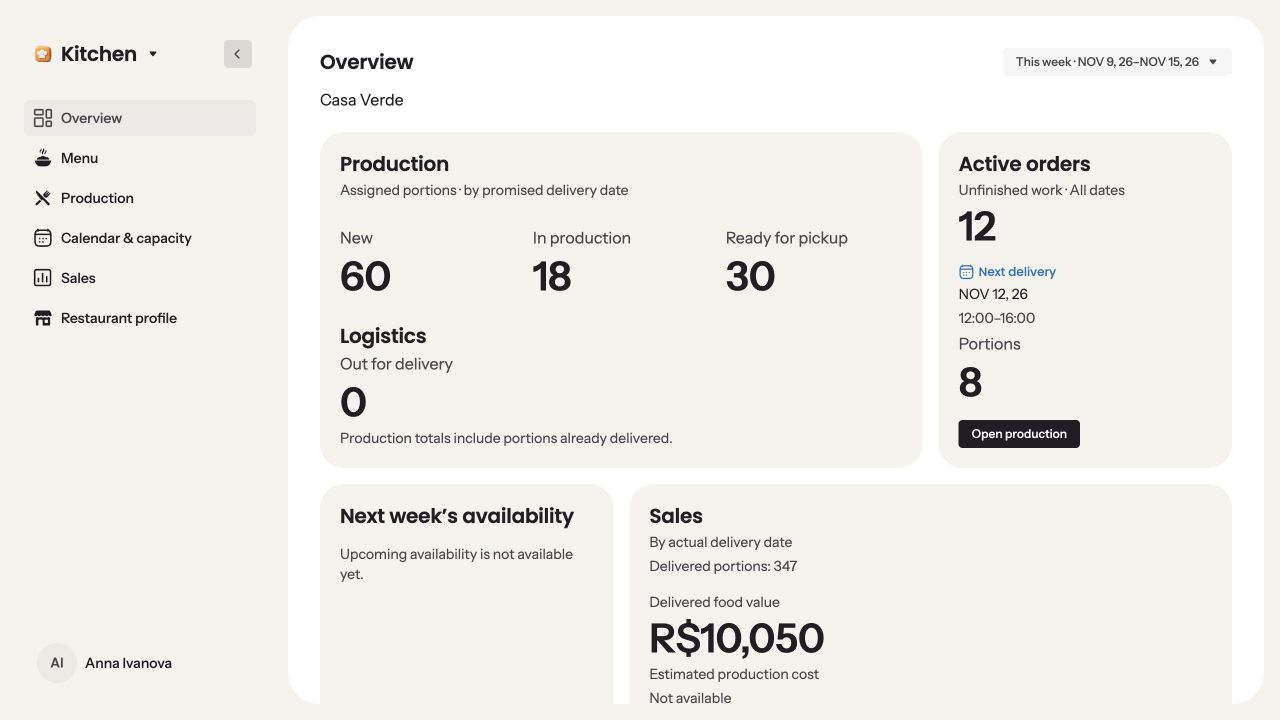 Kitchen
Overview
Menu
Production
Calendar & capacity
Sales
Restaurant profile
AI
Anna Ivanova
Overview
This week · NOV 9, 26–NOV 15, 26
Casa Verde
Production
Assigned portions · by promised delivery date
New
60
In production
18
Ready for pickup
30
Logistics
Out for delivery
0
Production totals include portions already delivered.
Active orders
Unfinished work · All dates
12
Next delivery
NOV 12, 26
12:00–16:00
Portions
8
Open production
Next week’s availability
Upcoming availability is not available
yet.
Sales
By actual delivery date
Delivered portions: 347
Delivered food value
R$10,050
Estimated production cost
Not available